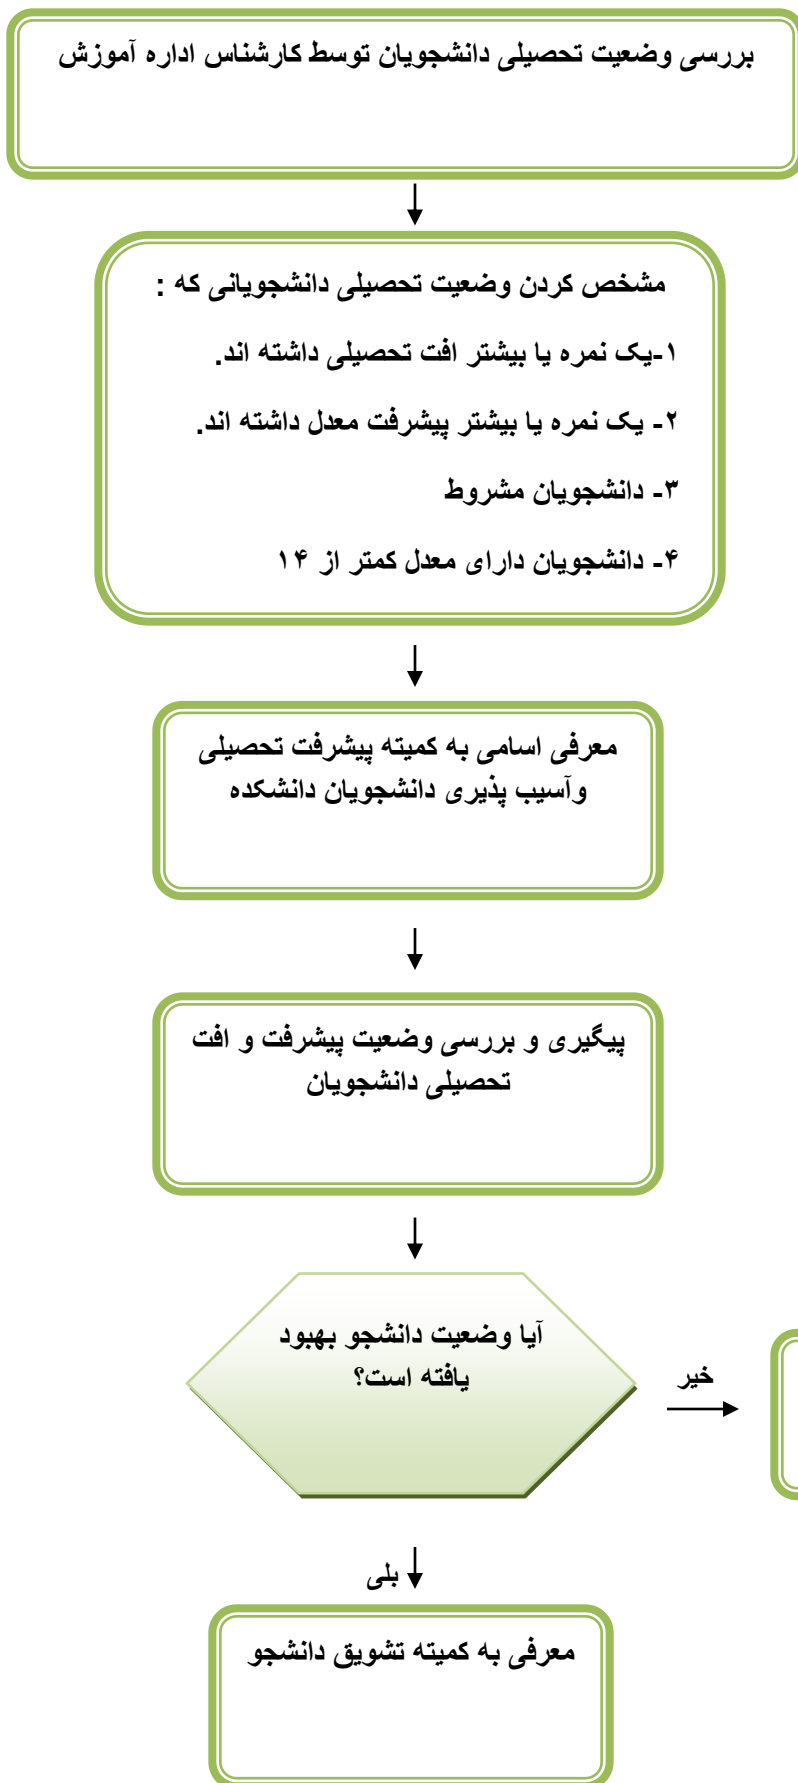 بررسی وضعیت تحصیلی دانشجویان توسط کارشناس اداره آموزش
مشخص کردن وضعیت تحصیلی دانشجویانی که :
۱-یک نمره یا بیشتر افت تحصیلی داشته اند.
۲- یک نمره یا بیشتر پیشرفت معدل داشته اند.
۳- دانشجویان مشروط
۴- دانشجویان دارای معدل کمتر از ۱۴
معرفی اسامی به کمیته پیشرفت تحصیلی
وآسیب پذیری دانشجویان دانشکده
پیگیری و بررسی وضعیت پیشرفت و افت
تحصیلی دانشجویان
آیا وضعیت دانشجو بهبود
یافته است؟
خیر
بلی
معرفی به کمیته تشویق دانشجو